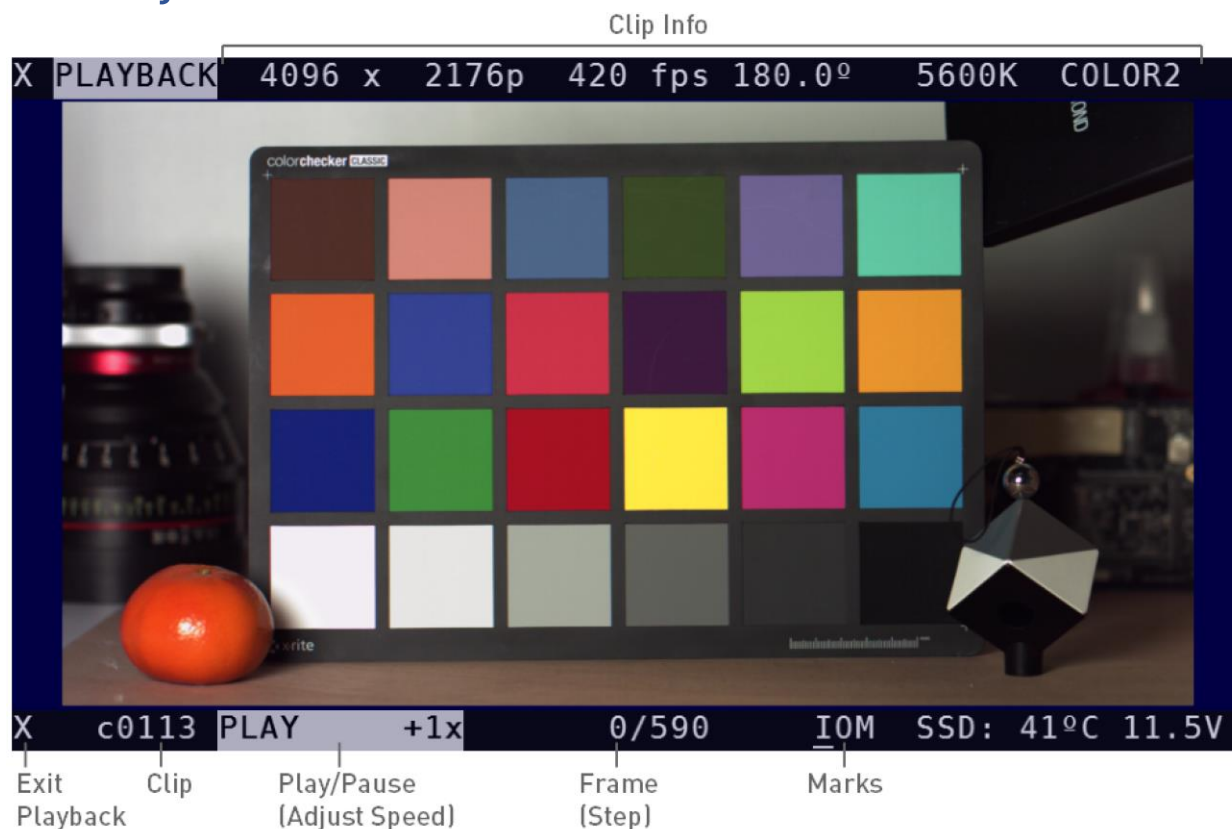 Clip Info
X PLAYBACK 4096 x 2176p 420 fps 180.0º 5600K COLOR2
OND
colorchecker CLASSIC
x-rite
X c0113 PLAY +1x 0/590 IOM SSD: 41ºC 11.5V
Exit Playback
Clip
Play/Pause
(Adjust Speed)
Frame
(Step)
Marks